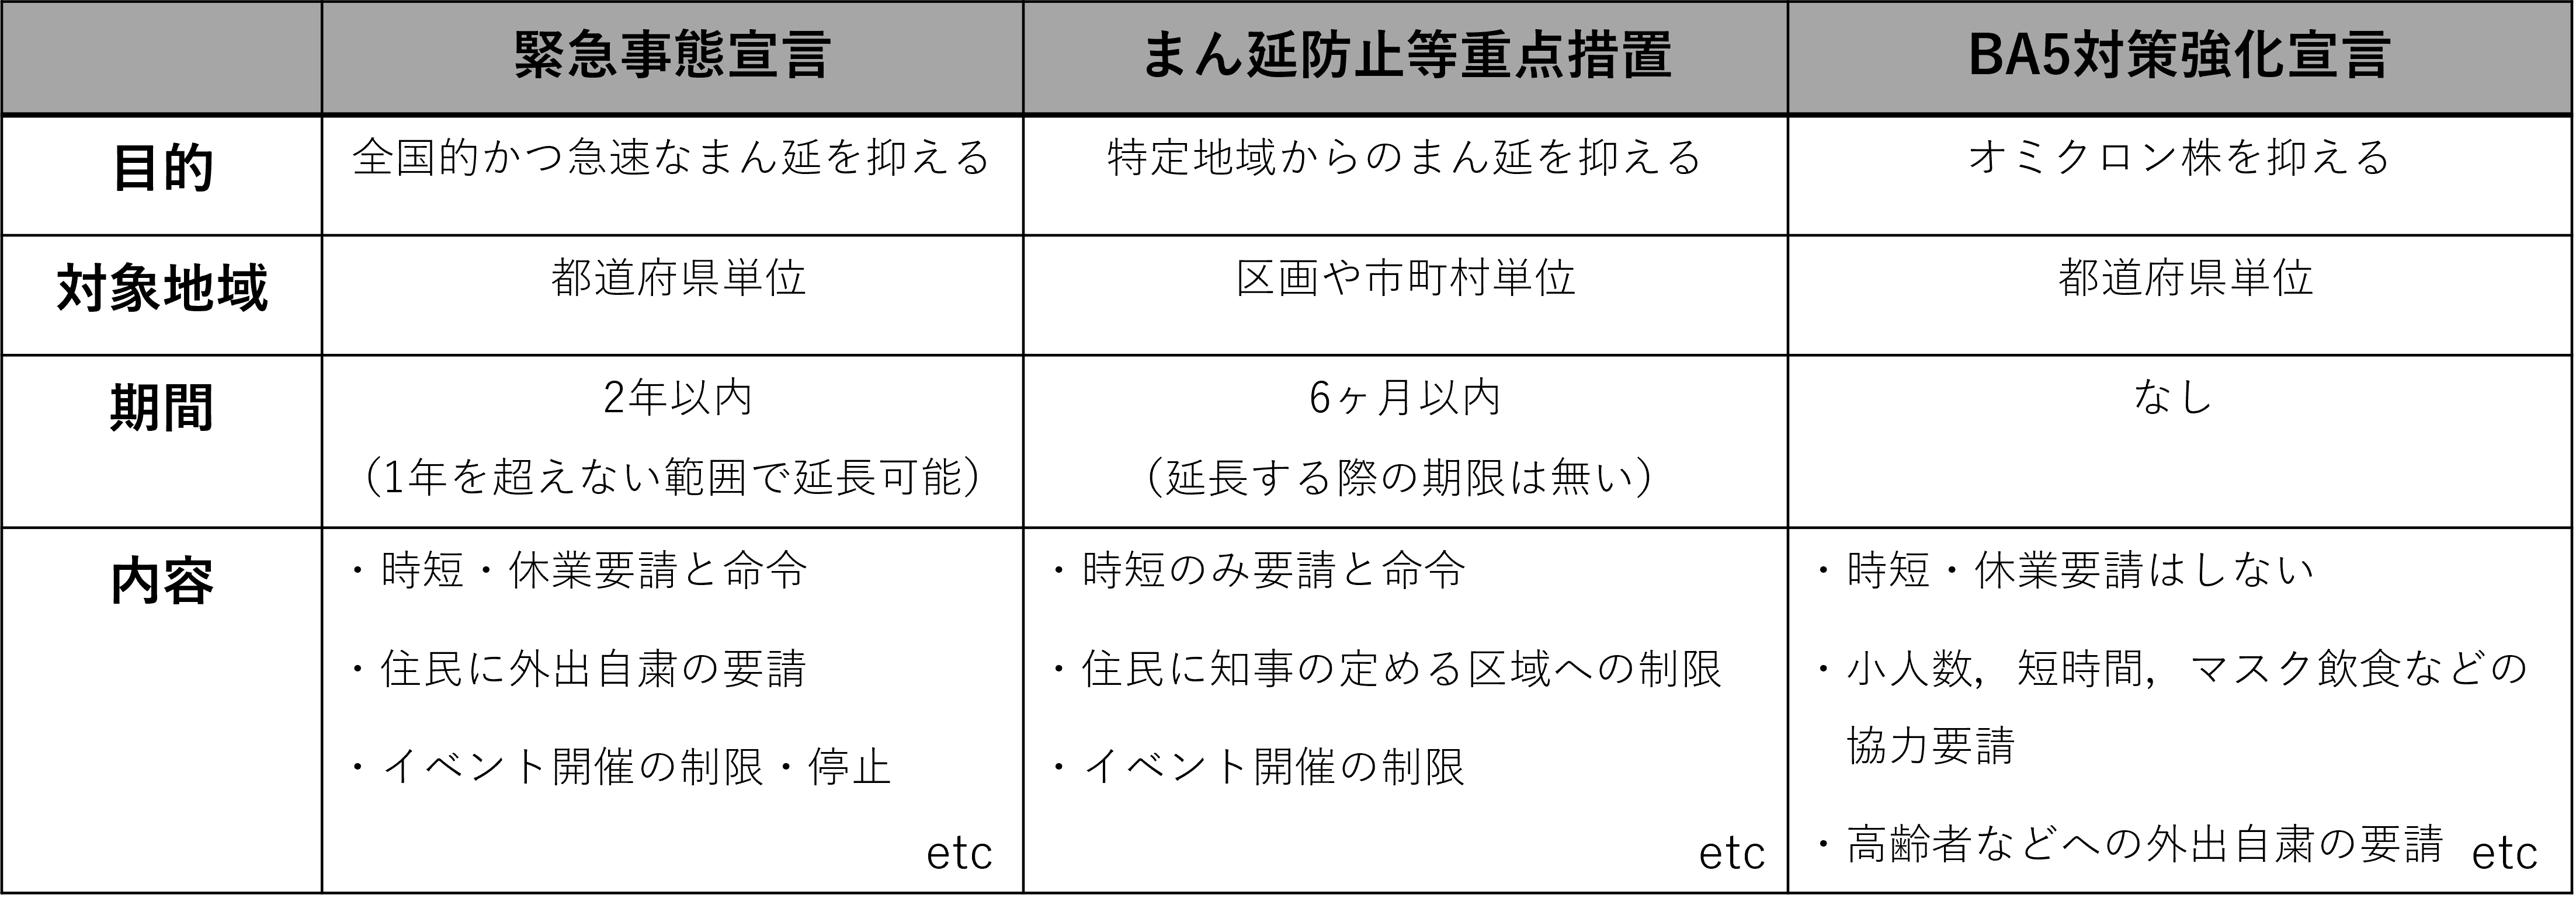 緊急事態宣言
まん延防止等重点措置
BA5対策強化宣言
目的
全国的かつ急速なまん延を抑える
特定地域からのまん延を抑える
オミクロン株を抑える
対象地域
都道府県単位
区画や市町村単位
都道府県単位
期間
2年以内
（1年を超えない範囲で延長可能）
6ヶ月以内
（延長する際の期限は無い）
なし
内容
・時短・休業要請と命令
・住民に外出自粛の要請
・イベント開催の制限・停止
etc
・時短のみ要請と命令
・住民に知事の定める区域への制限
・イベント開催の制限
etc
・時短・休業要請はしない
・小人数，短時間，マスク飲食などの
協力要請
・高齢者などへの外出自粛の要請 etc